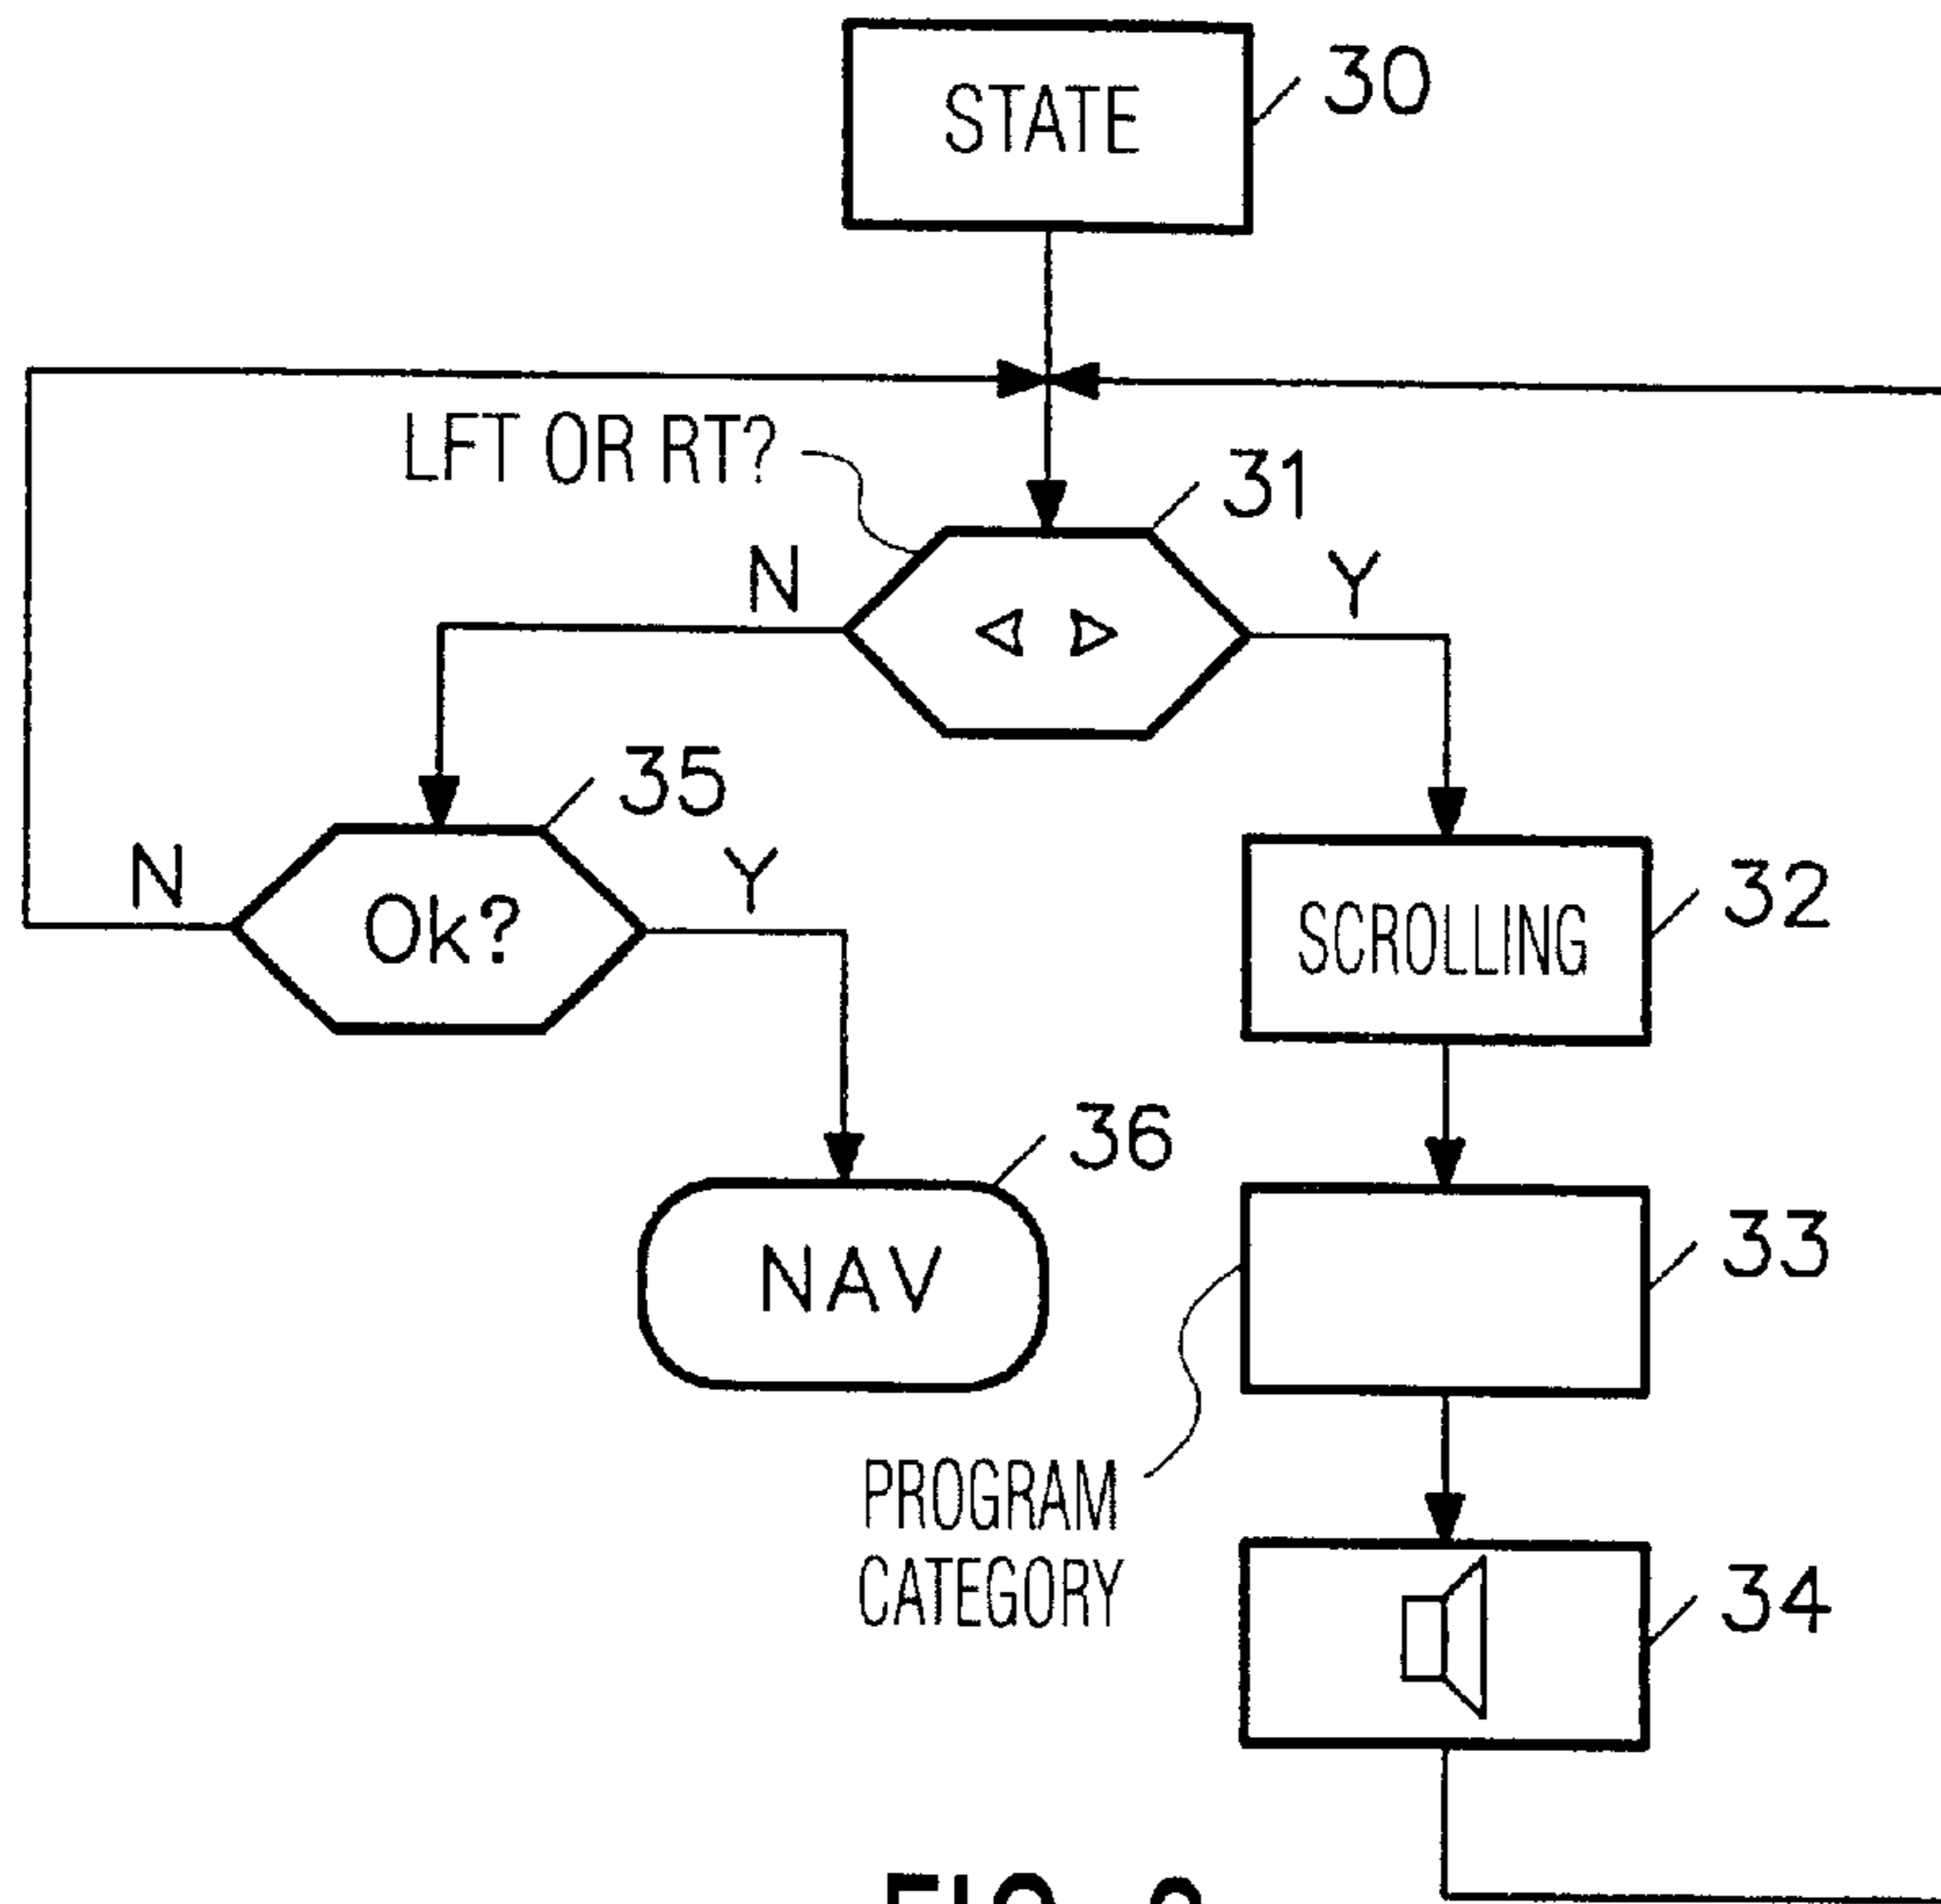 STATE
30
LFT OR RT?
31
N
Y
35
N
Ok?
Y
32
SCROLLING
36
NAV
33
PROGRAM
CATEGORY
34